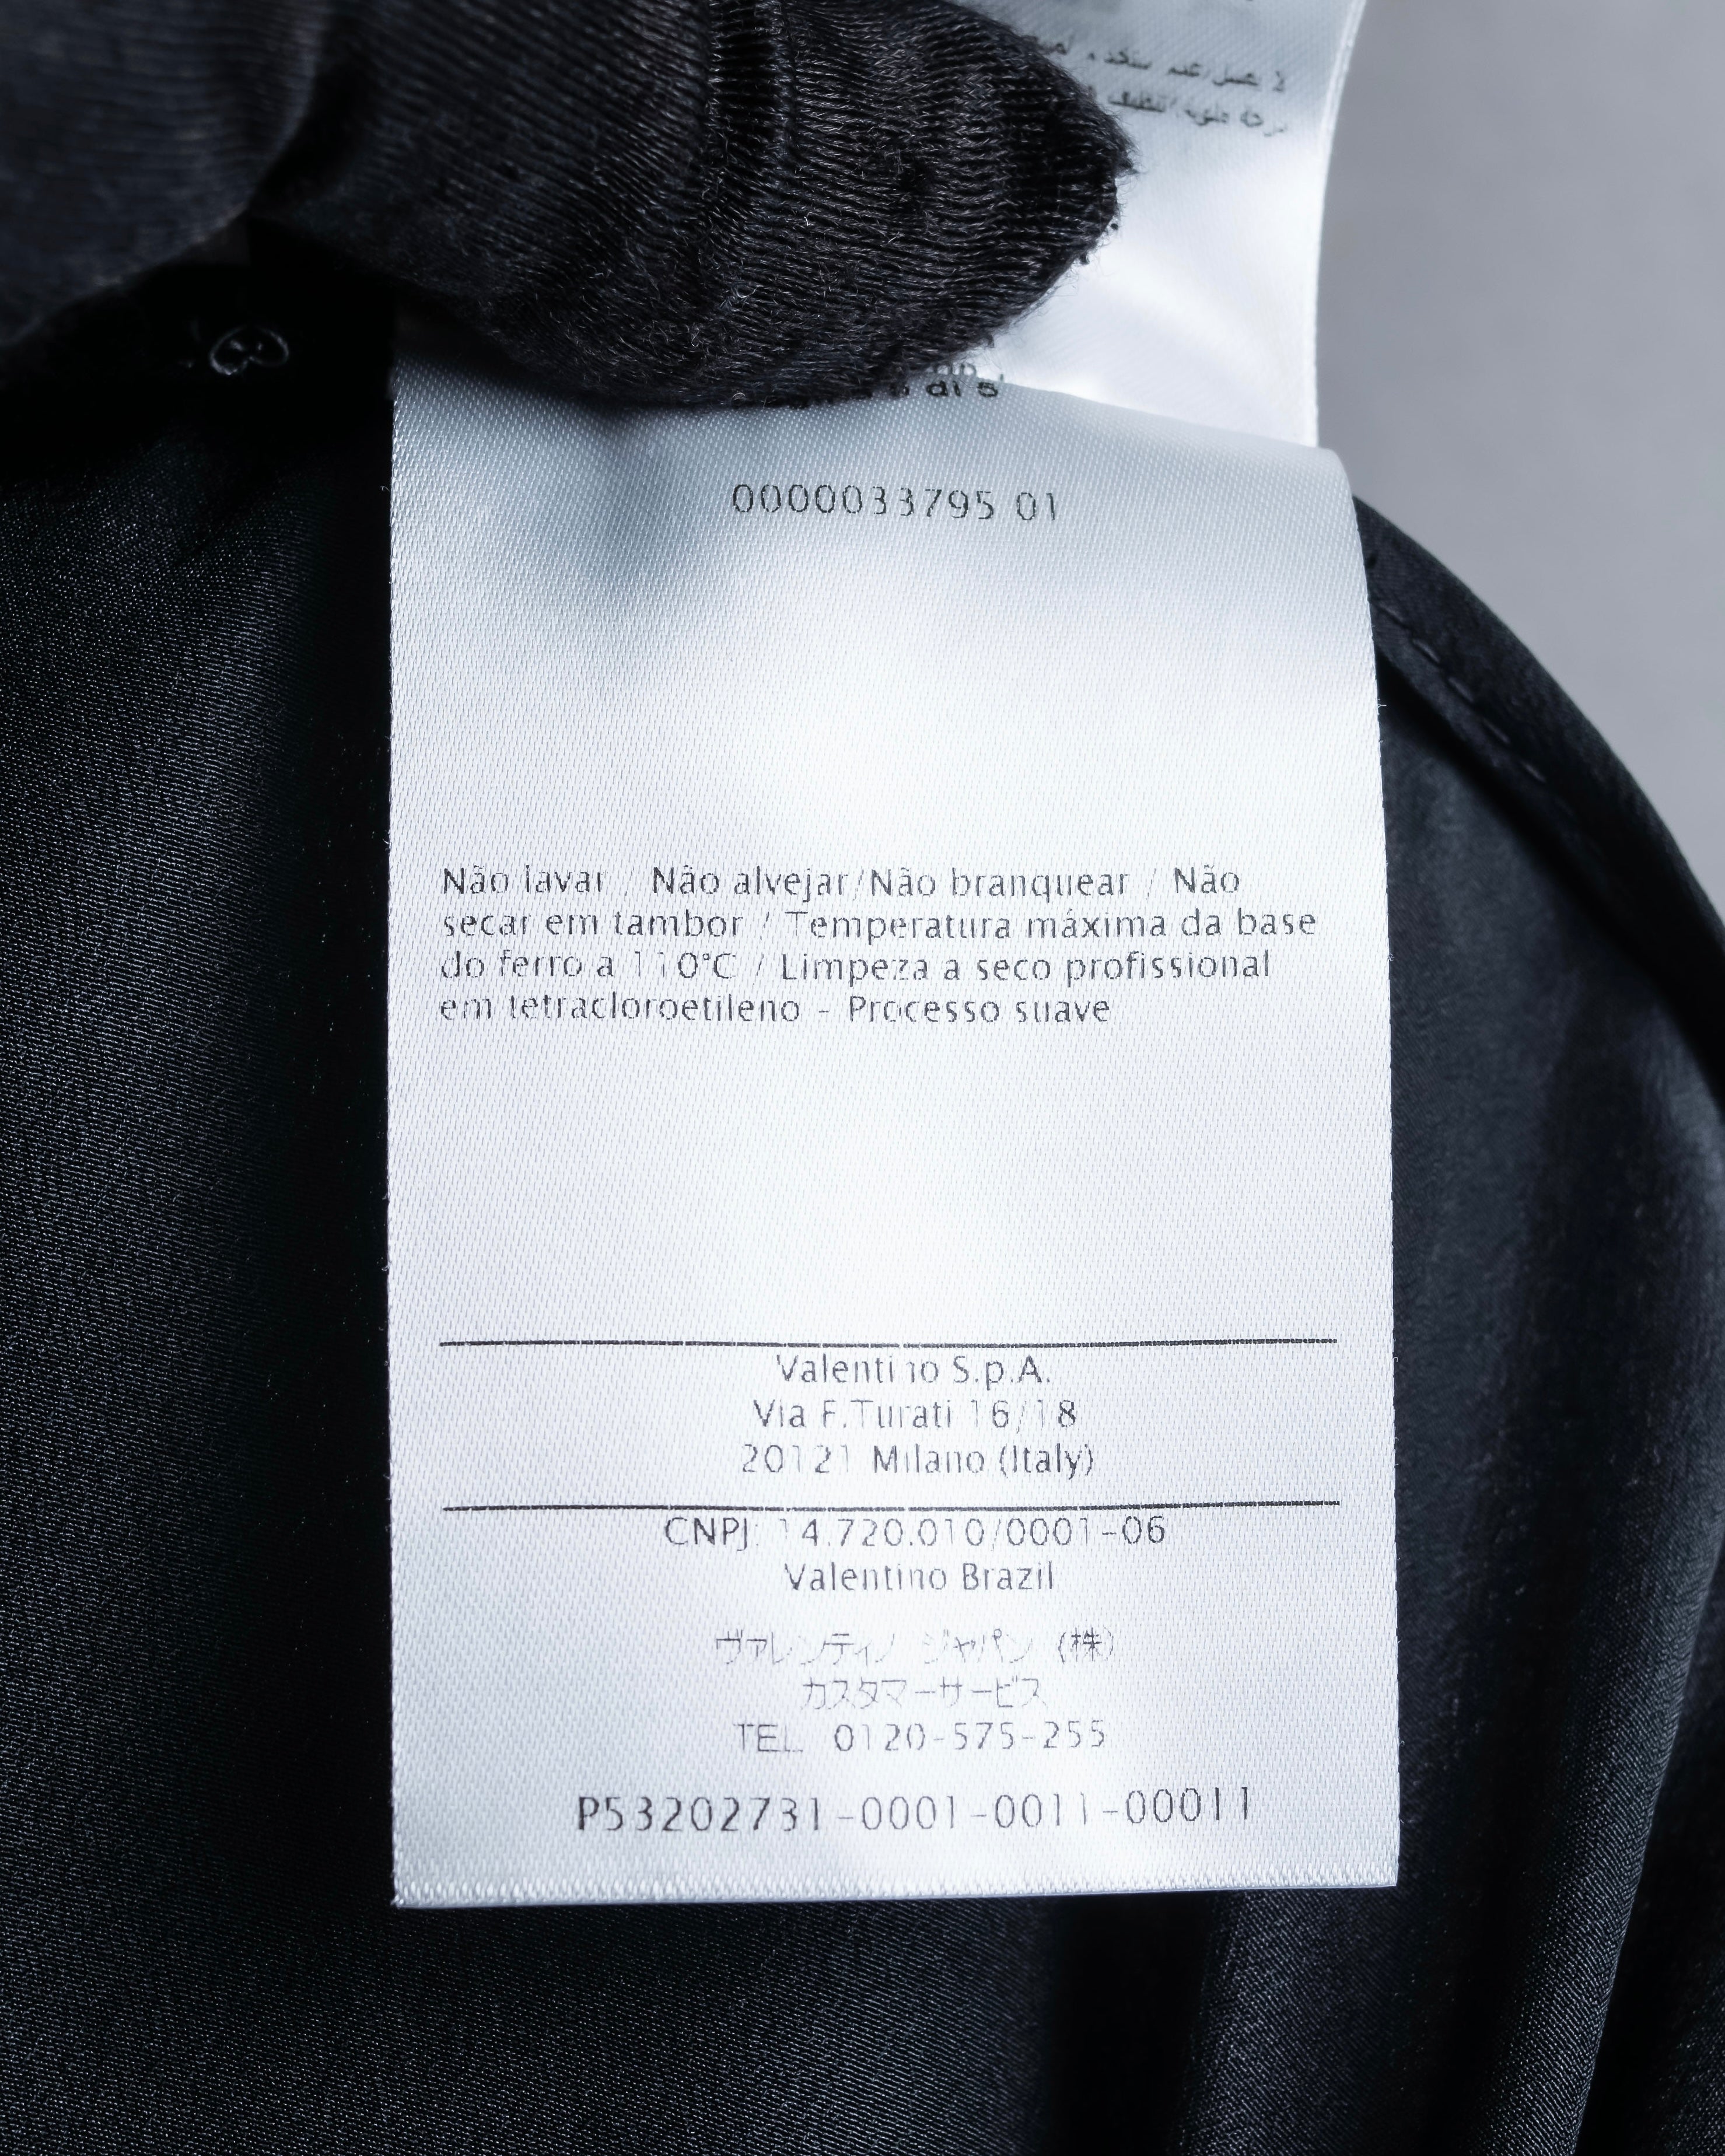 di 5
0000033795 01
Não lavar / Não alvejar/Não branquear / Não
secar em tambor / Temperatura máxima da base
do ferro a 110°C / Limpeza a seco profissional
em tetracloroetileno - Processo suave
Valentino S.p.A.
Via F.Turati 16/18
20121 Milano (Italy)
CNPJ: 14.720.010/0001-06
Valentino Brazil
ヴァレンティノ ジャパン (株)
カスタマーサービス
TEL 0120-575-255
P53202731-0001-0011-00011